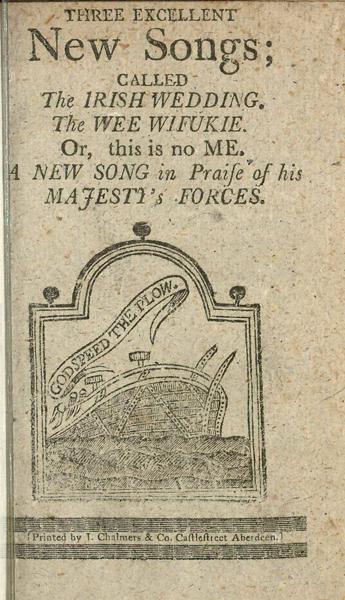 THREE EXCELLENT
New Songs;
CALLED
The IRISH WEDDING.
The WEE WIFUKIE.
Or, this is no ME.
A NEW SONG in Praiſe of his
MAJESTY's FORCES.
GOD SPEED THE PLOW.
[Printed by J. Chalmers & Co. Caſtleſtreet Aberdeen.]